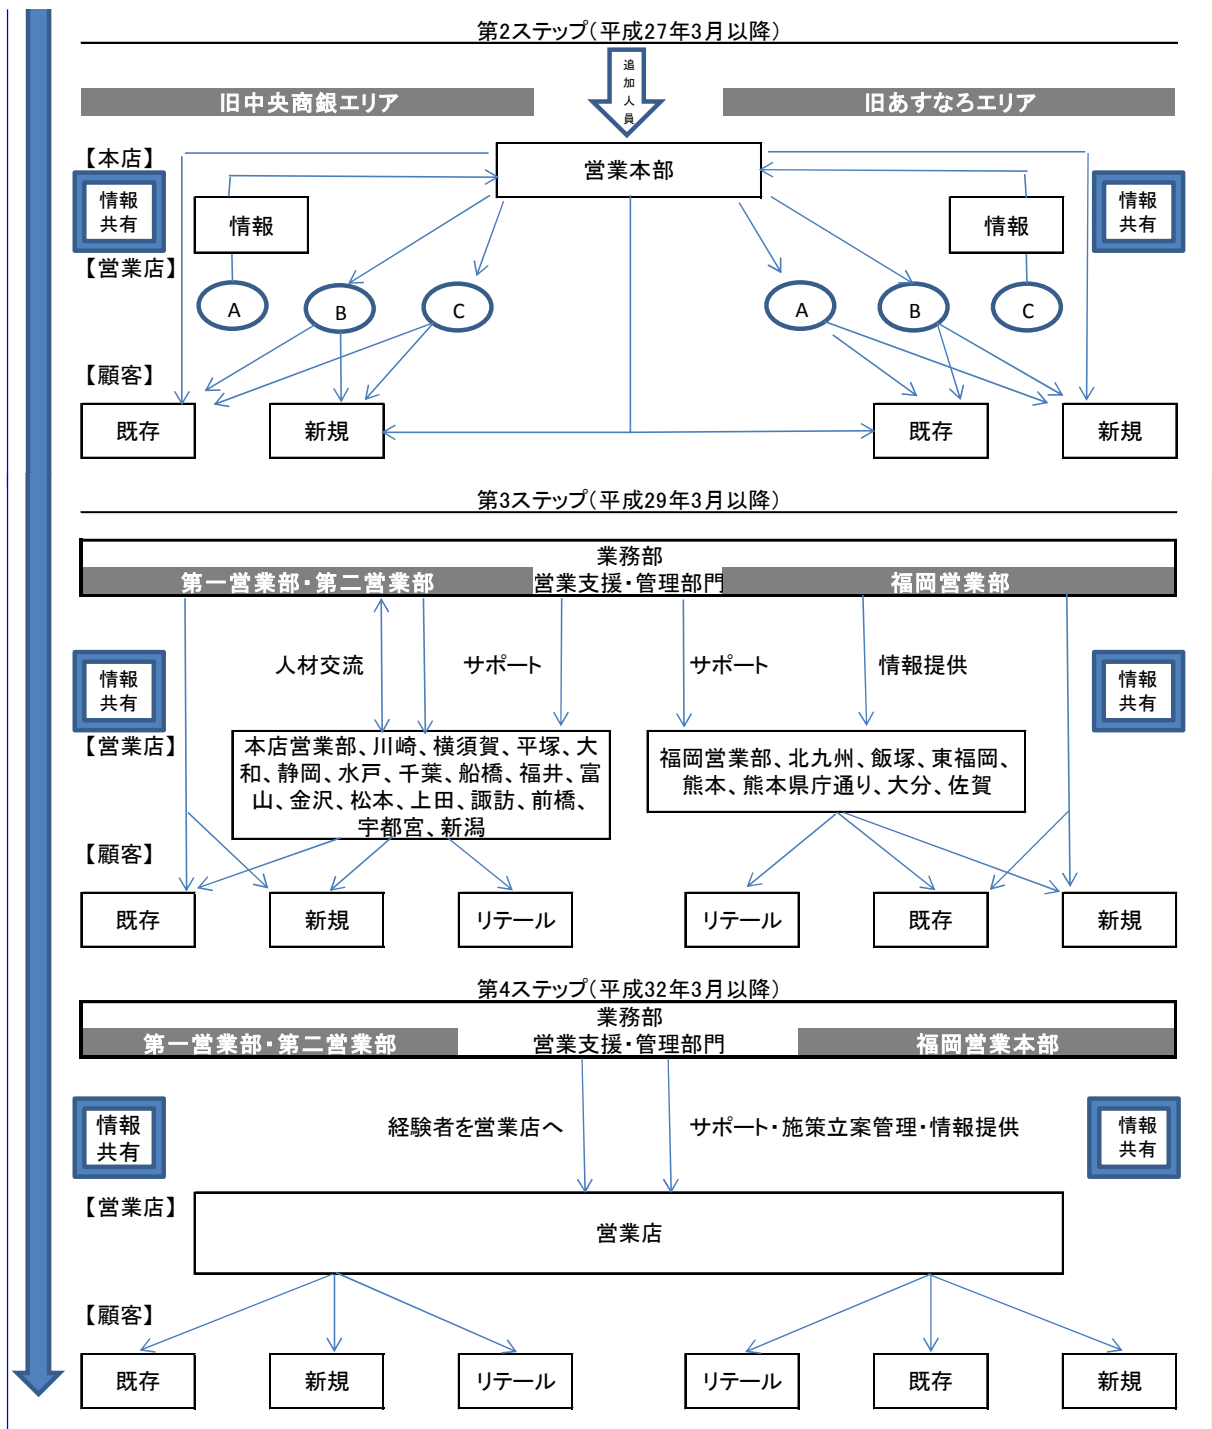 第2ステップ(平成27年3月以降)
追
加
人
員
旧中央商銀エリア
旧あすなろエリア
【本店】
営業本部
情報
共有
情報
共有
情報
情報
【営業店】
A
B
C
A
B
C
【顧客】
既存
新規
既存
新規
第3ステップ(平成29年3月以降)
業務部
第一営業部・第二営業部
営業支援・管理部門
福岡営業部
人材交流
サポート
サポート
情報提供
情報
共有
情報
共有
【営業店】
本店営業部、川崎、横須賀、平塚、大
和、静岡、水戸、千葉、船橋、福井、富
山、金沢、松本、上田、諏訪、前橋、
宇都宮、新潟
福岡営業部、北九州、飯塚、東福岡、
熊本、熊本県庁通り、大分、佐賀
【顧客】
既存
新規
リテール
リテール
既存
新規
第4ステップ(平成32年3月以降)
業務部
第一営業部・第二営業部
営業支援・管理部門
福岡営業本部
情報
共有
経験者を営業店へ
サポート・施策立案管理・情報提供
情報
共有
【営業店】
営業店
【顧客】
既存
新規
リテール
リテール
既存
新規